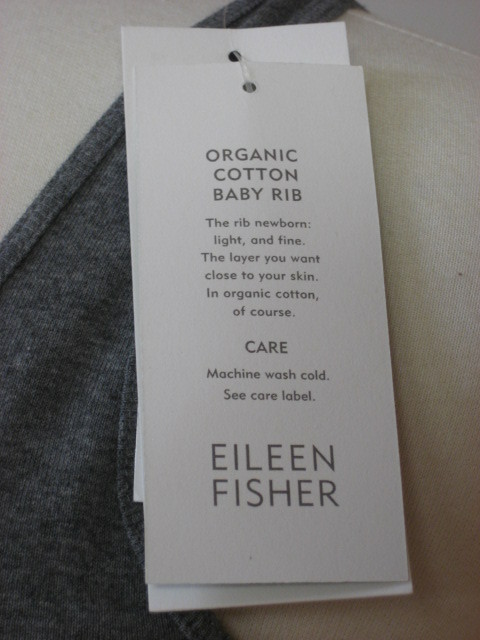 ORGANIC
COTTON
BABY RIB
The rib newborn:
light, and fine.
The layer you want
close to your skin.
In organic cotton,
of course.
CARE
Machine wash cold.
See care label.
EILEEN
FISHER